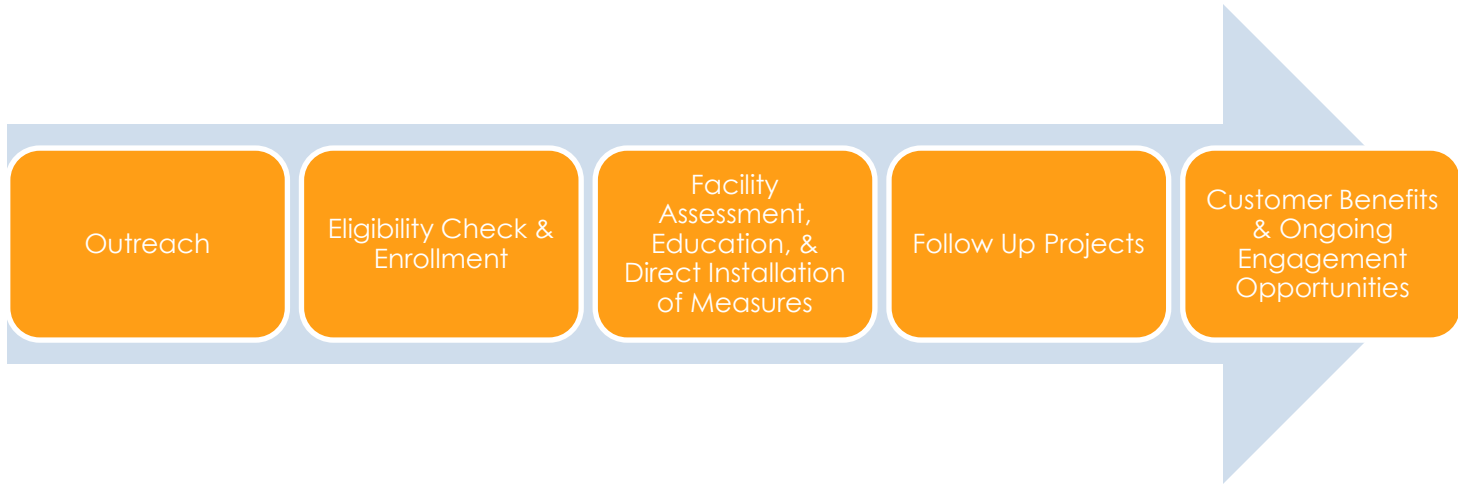 Outreach
Eligibility Check &
Enrollment
Facility
Assessment,
Education, &
Direct Installation
of Measures
Follow Up Projects
Customer Benefits
& Ongoing
Engagement
Opportunities